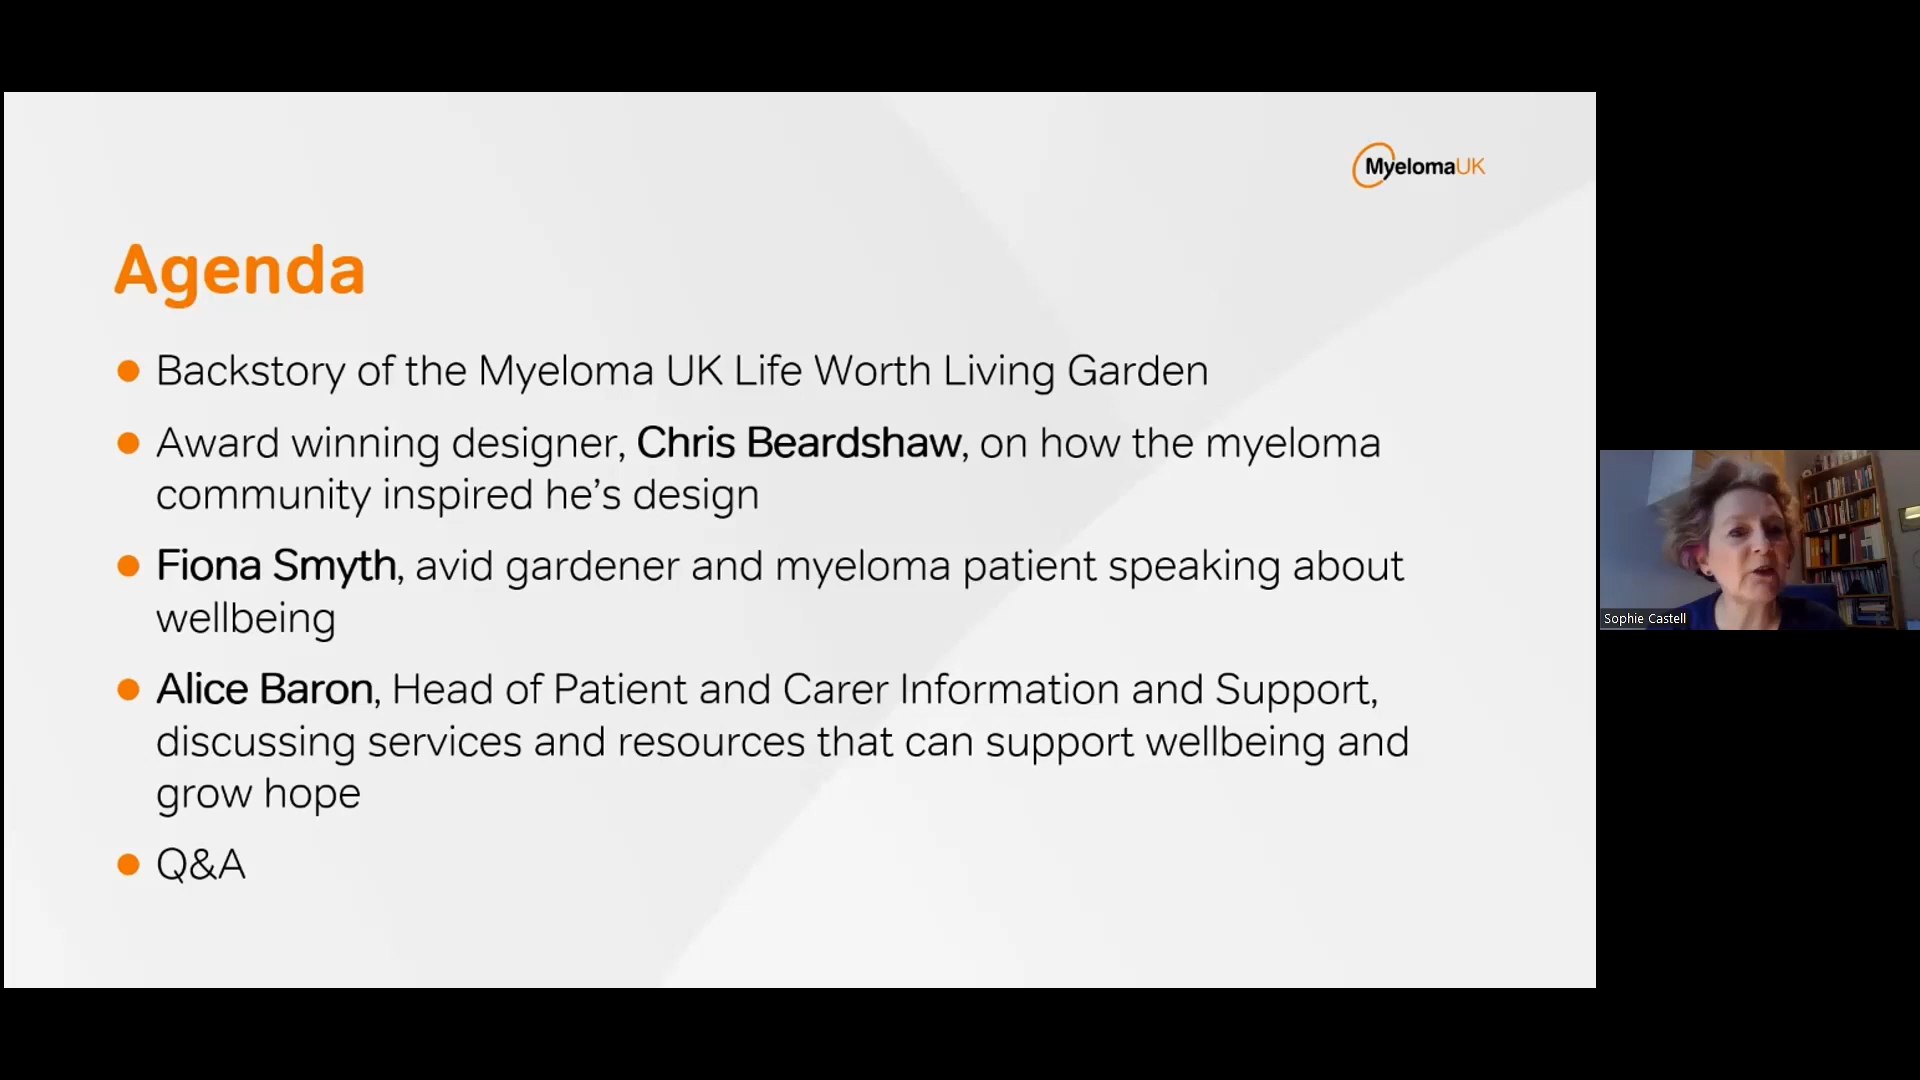 MyelomaUK
Agenda
Backstory of the Myeloma UK Life Worth Living Garden
Award winning designer, Chris Beardshaw, on how the myeloma
community inspired he’s design
Fiona Smyth, avid gardener and myeloma patient speaking about
wellbeing
Alice Baron, Head of Patient and Carer Information and Support,
discussing services and resources that can support wellbeing and
grow hope
Q&A
Sophie Castell